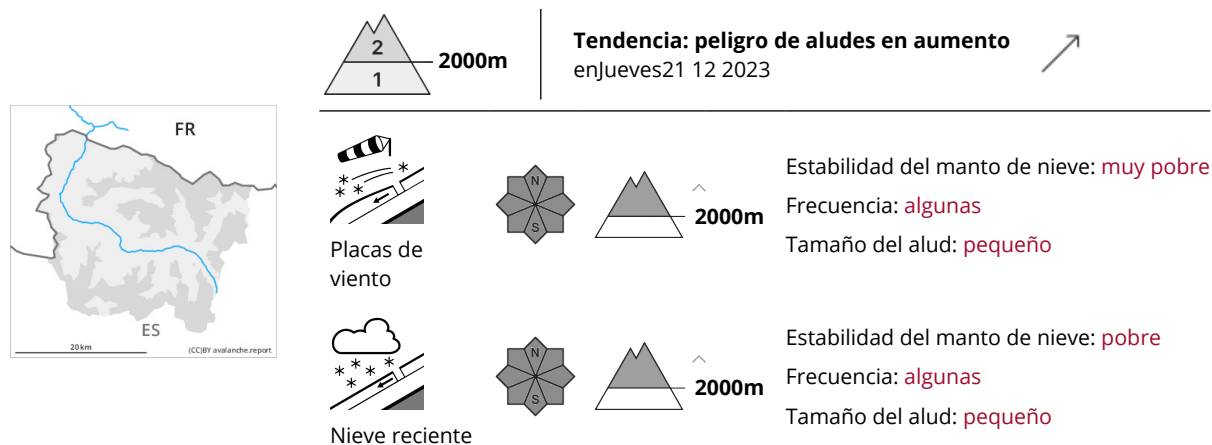 2
2000m
1
Tendencia: peligro de aludes en aumento
enJueves21 12 2023
FR
ES
20 km
(CC)BY avalanche.report
Placas de
viento
N
S
2000m
Estabilidad del manto de nieve: muy pobre
Frecuencia: algunas
Tamaño del alud: pequeño
Nieve reciente
N
S
2000m
Estabilidad del manto de nieve: pobre
Frecuencia: algunas
Tamaño del alud: pequeño